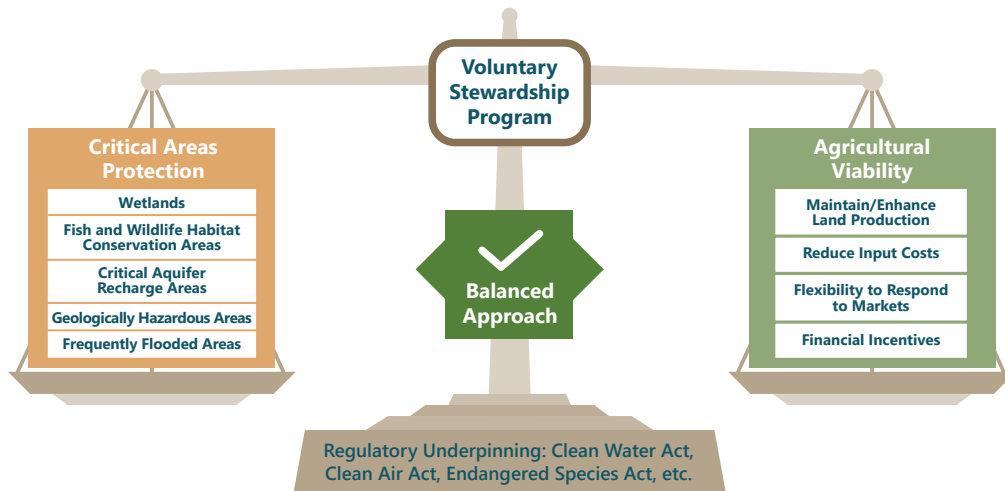 Voluntary
Stewardship
Program
Critical Areas
Protection
Wetlands
Fish and Wildlife Habitat
Conservation Areas
Critical Aquifer
Recharge Areas
Geologically Hazardous Areas
Frequently Flooded Areas
Balanced
Approach
Agricultural
Viability
Maintain/Enhance
Land Production
Reduce Input Costs
Flexibility to Respond
to Markets
Financial Incentives
Regulatory Underpinning: Clean Water Act,
Clean Air Act, Endangered Species Act, etc.